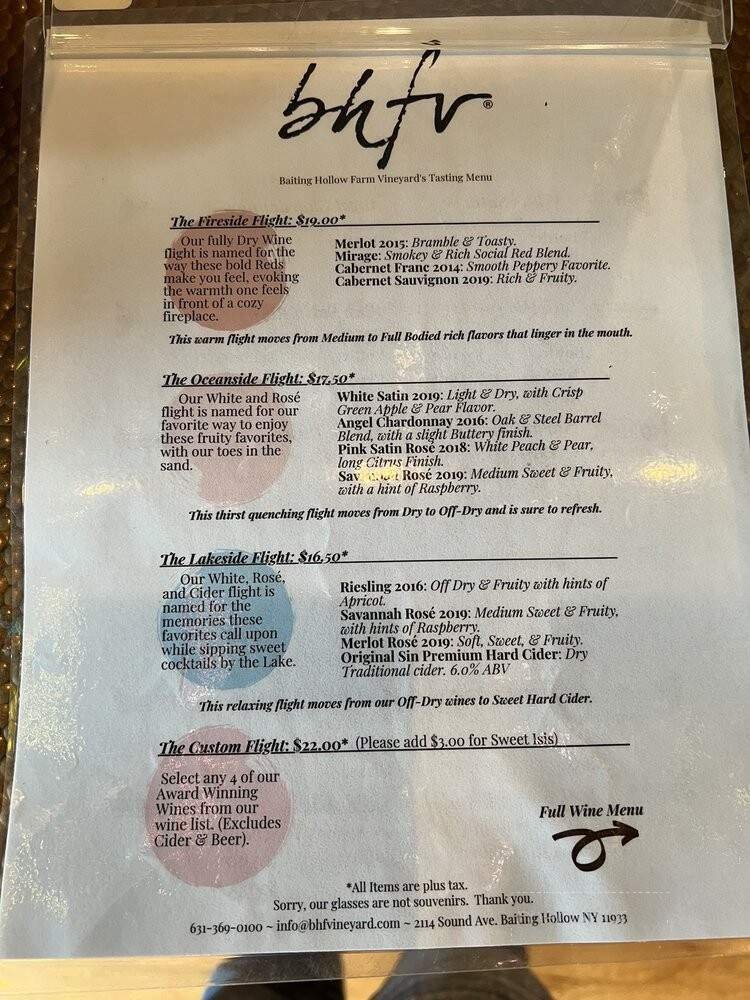 bhfv®
Baiting Hollow Farm Vineyard's Tasting Menu
The Fireside Flight: $19.00*
Our fully Dry Wine
flight is named for the
way these bold Reds
make you feel, evoking
the warmth one feels
in front of a cozy
fireplace.
Merlot 2015: Bramble & Toasty.
Mirage: Smokey & Rich Social Red Blend.
Cabernet Franc 2014: Smooth Peppery Favorite.
Cabernet Sauvignon 2019: Rich & Fruity.
This warm flight moves from Medium to Full Bodied rich flavors that linger in the mouth.
The Oceanside Flight: $17.50*
Our White and Rosé
flight is named for our
favorite way to enjoy
these fruity favorites,
with our toes in the
sand.
White Satin 2019: Light & Dry, with Crisp
Green Apple & Pear Flavor.
Angel Chardonnay 2016: Oak & Steel Barrel
Blend, with a slight Buttery finish.
Pink Satin Rosé 2018: White Peach & Pear,
long Citrus Finish.
Rosé 2019: Medium Sweet & Fruity,
with a hint of Raspberry.
This thirst quenching flight moves from Dry to Off-Dry and is sure to refresh.
The Lakeside Flight: $16.50*
Our White, Rosé,
and Cider flight is
named for the
memories these
favorites call upon
while sipping sweet
cocktails by the Lake.
Riesling 2016: Off Dry & Fruity with hints of
Apricot.
Savannah Rosé 2019: Medium Sweet & Fruity,
with hints of Raspberry.
Merlot Rosé 2019: Soft, Sweet, & Fruity.
Original Sin Premium Hard Cider: Dry
Traditional cider. 6.0% ABV
This relaxing flight moves from our Off-Dry wines to Sweet Hard Cider.
The Custom Flight: $22.00* (Please add $3.00 for Sweet Isis)
Select any 4 of our
Award Winning
Wines from our
wine list. (Excludes
Cider & Beer).
Full Wine Menu
*All Items are plus tax.
Sorry, our glasses are not souvenirs. Thank you.
631-369-0100 ~ info@bhfvineyard.com ~ 2114 Sound Ave. Baiting Hollow NY 11933